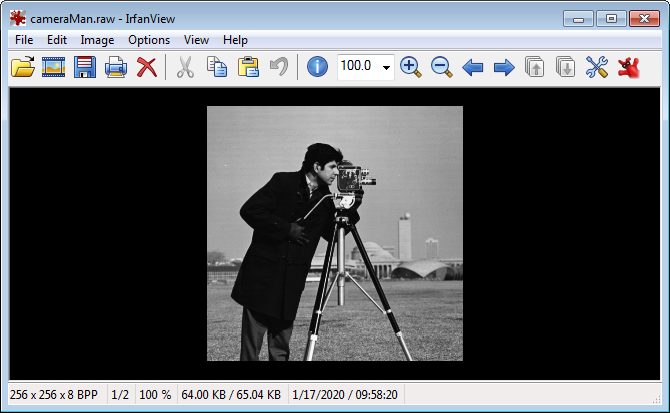 cameraMan.raw - IrfanView
File Edit Image Options View Help
100.0
256 x 256 x 8 BPP 1/2 100 % 64.00 KB / 65.04 KB 1/17/2020 / 09:58:20